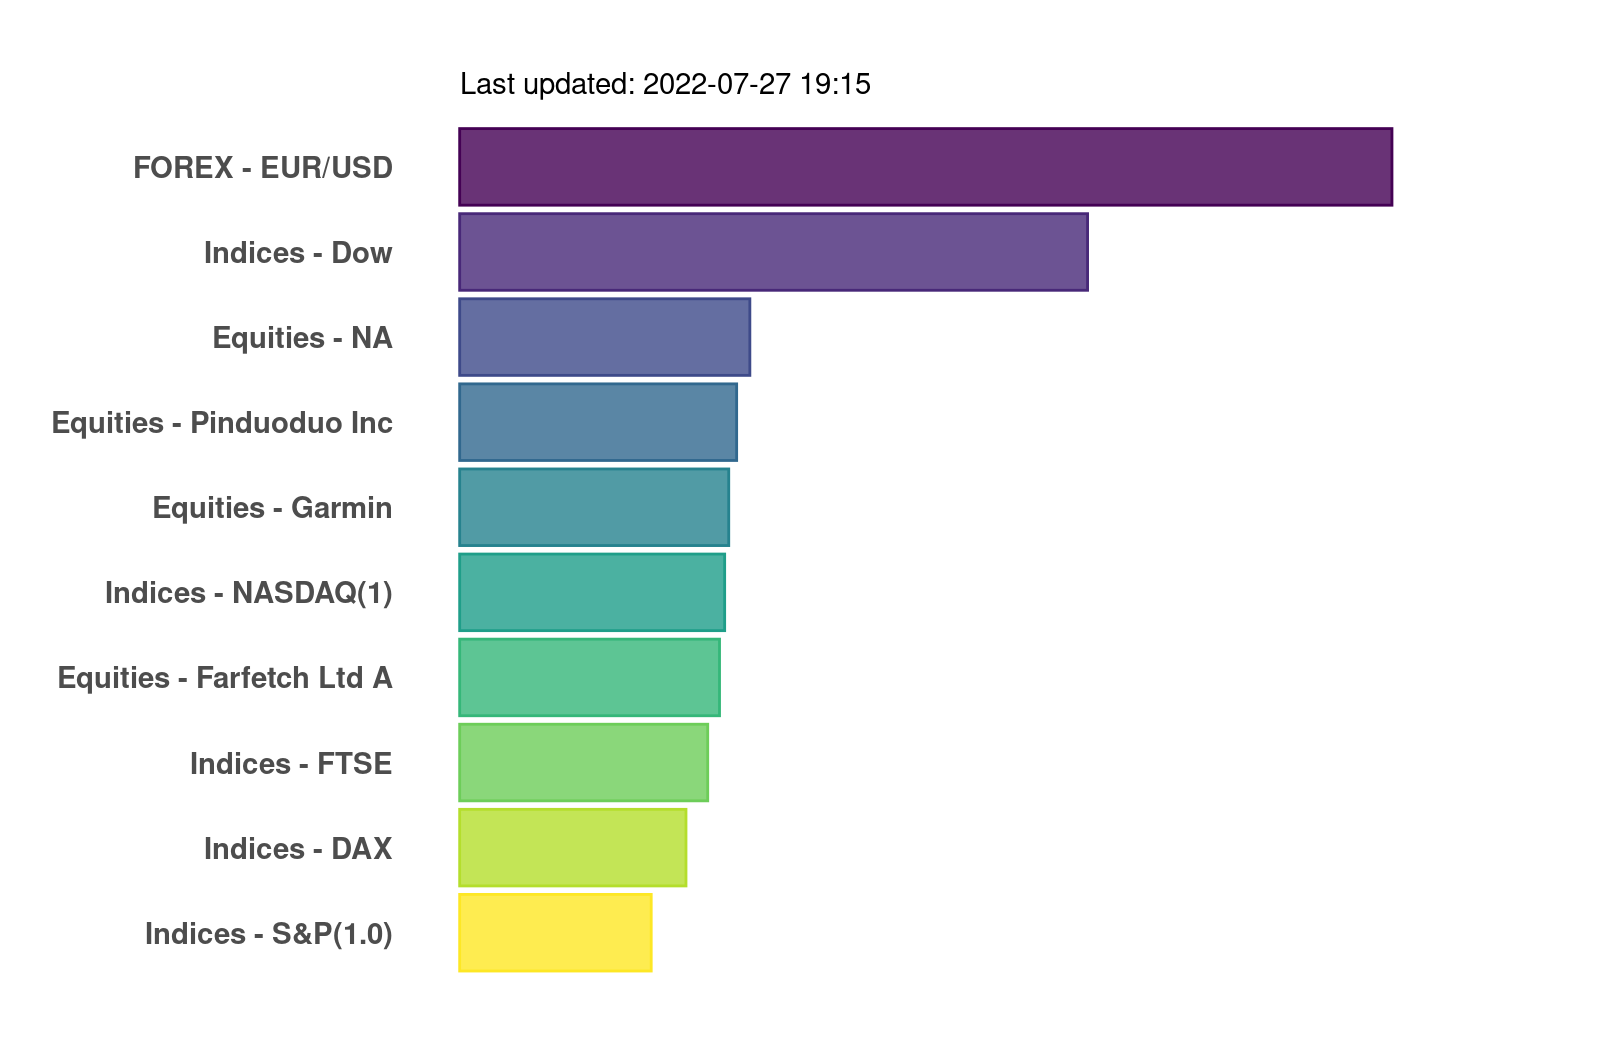 Last updated: 2022-07-27 19:15
FOREX - EUR/USD
Indices - Dow
Equities - NA
Equities - Pinduoduo Inc
Equities - Garmin
Indices - NASDAQ(1)
Equities - Farfetch Ltd A
Indices - FTSE
Indices - DAX
Indices - S&P(1.0)